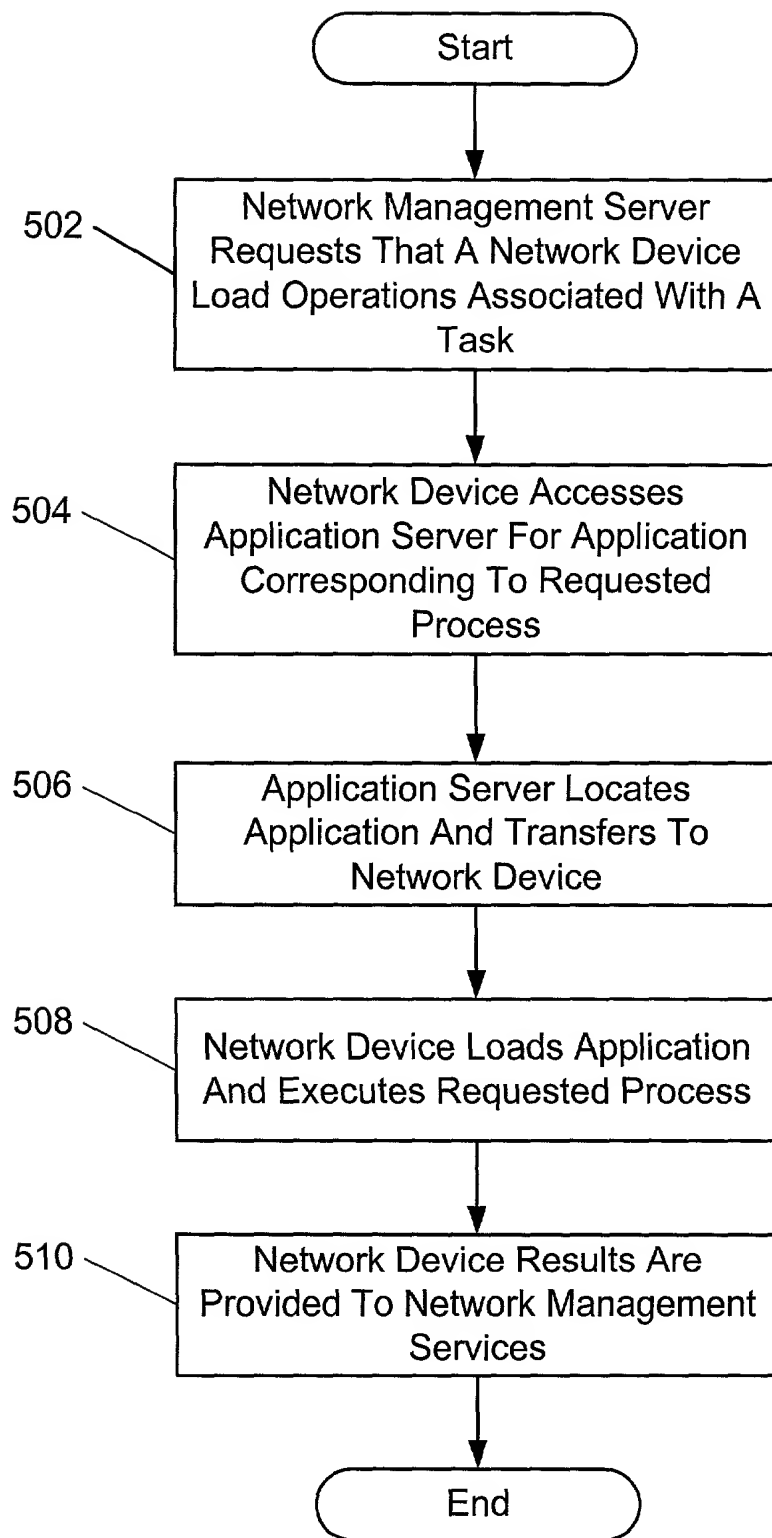 Start
502
Network Management Server
Requests That A Network Device
Load Operations Associated With A
Task
504
Network Device Accesses
Application Server For Application
Corresponding To Requested
Process
506
Application Server Locates
Application And Transfers To
Network Device
508
Network Device Loads Application
And Executes Requested Process
510
Network Device Results Are
Provided To Network Management
Services
End